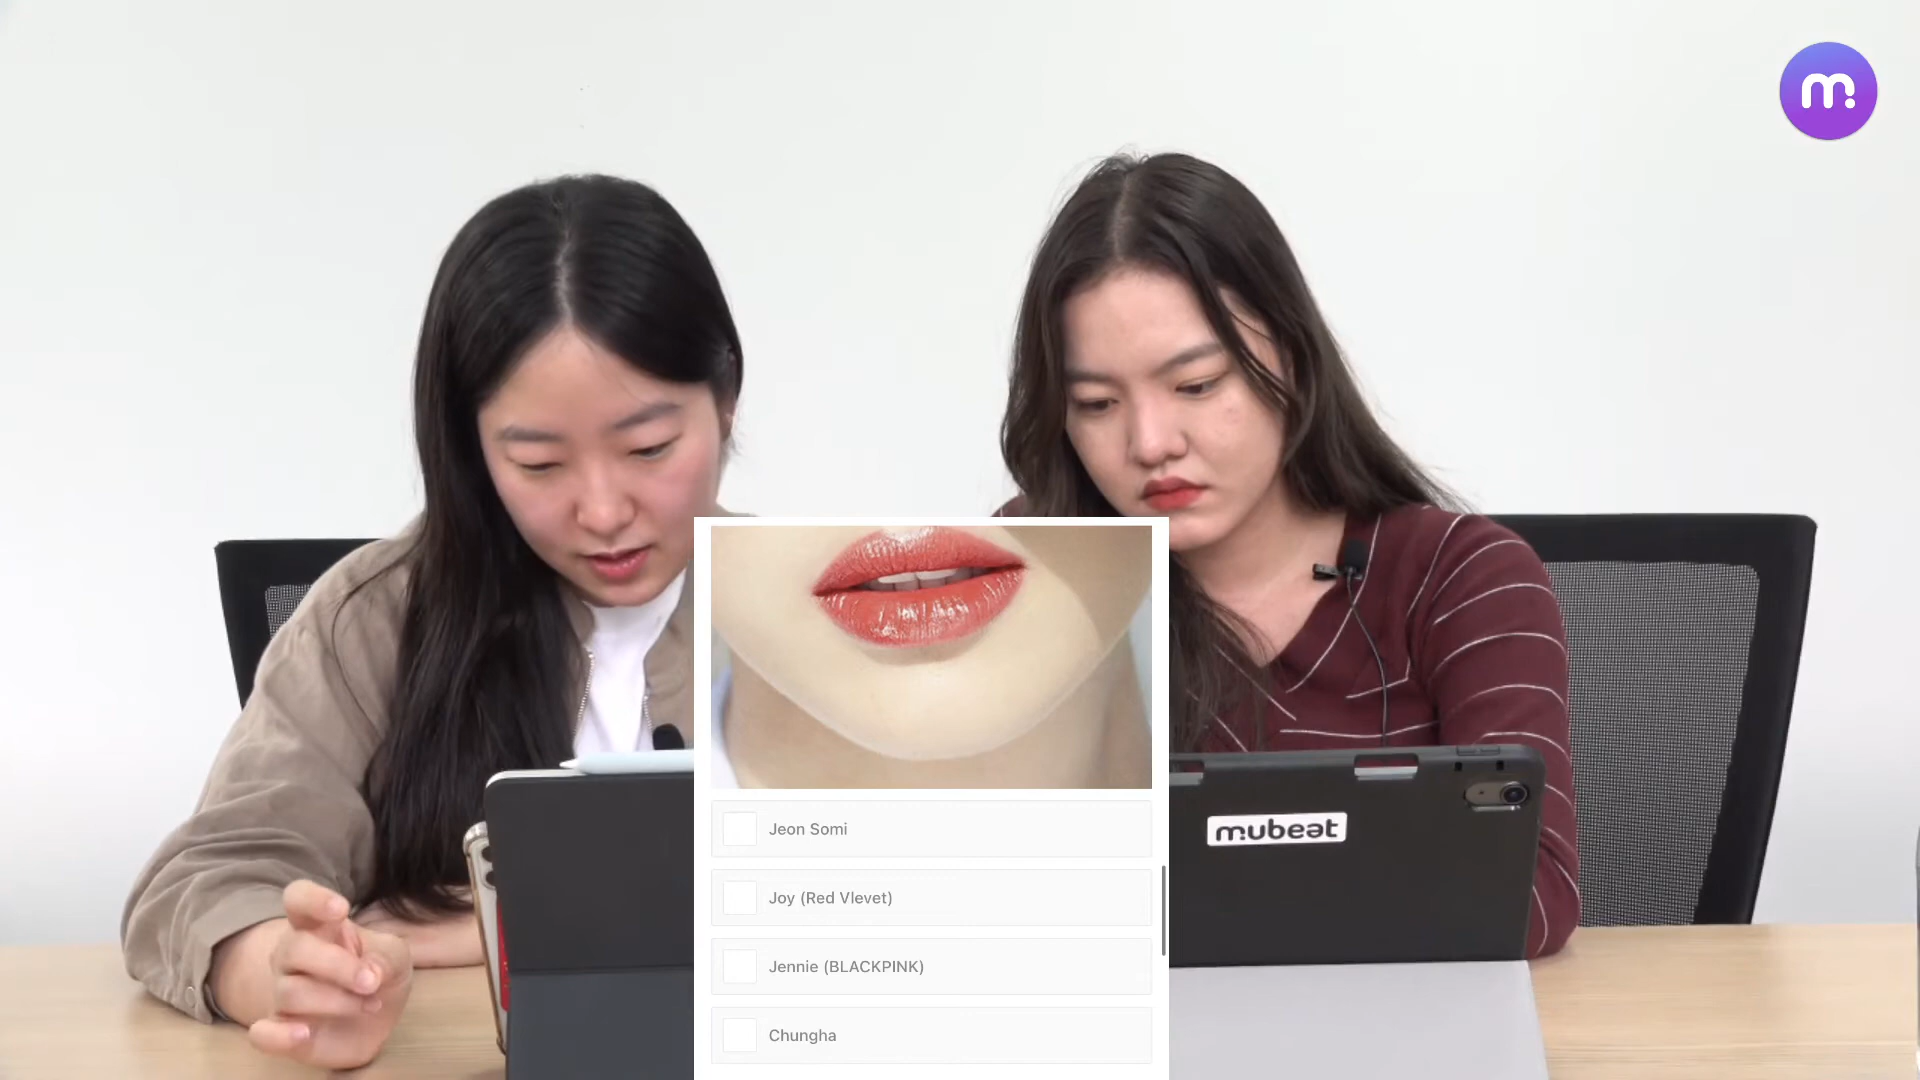 m.
Jeon Somi
Joy (Red Vlevet)
Jennie (BLACKPINK)
Chungha
mubeat